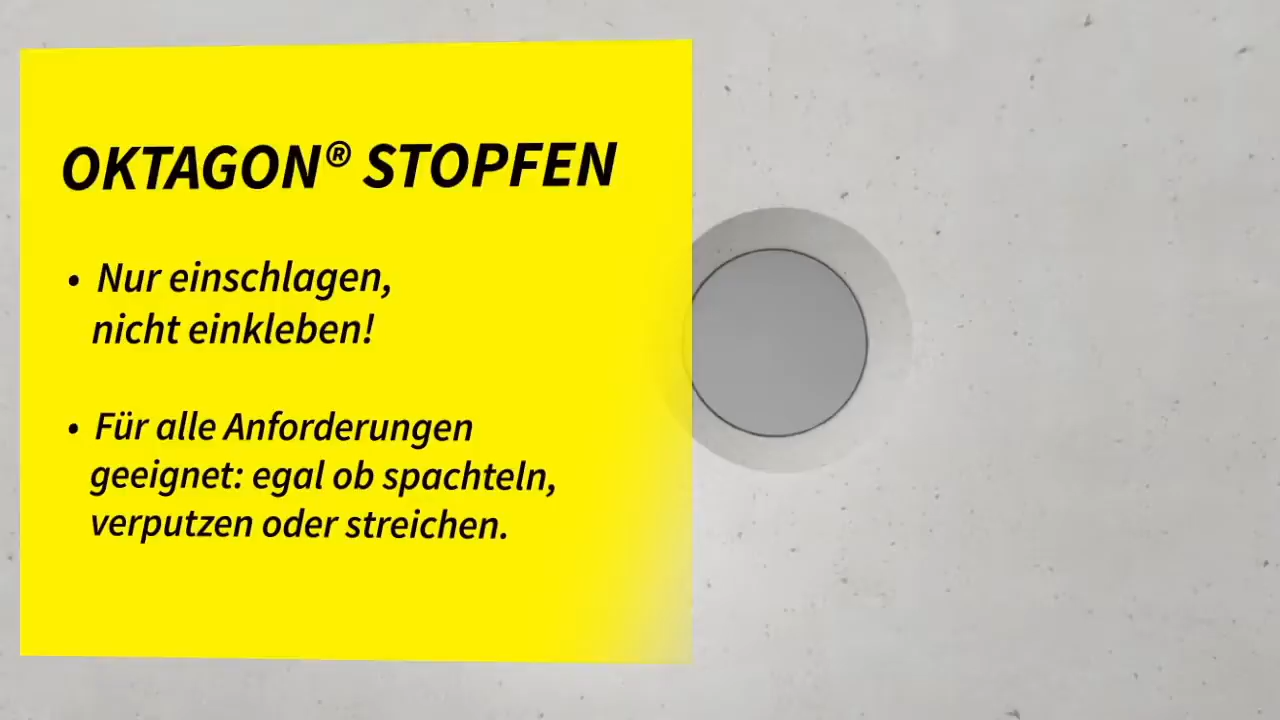 OKTAGON® STOPFEN
• Nur einschlagen,
nicht einkleben!
• Für alle Anforderungen
geeignet: egal ob spachteln,
verputzen oder streichen.